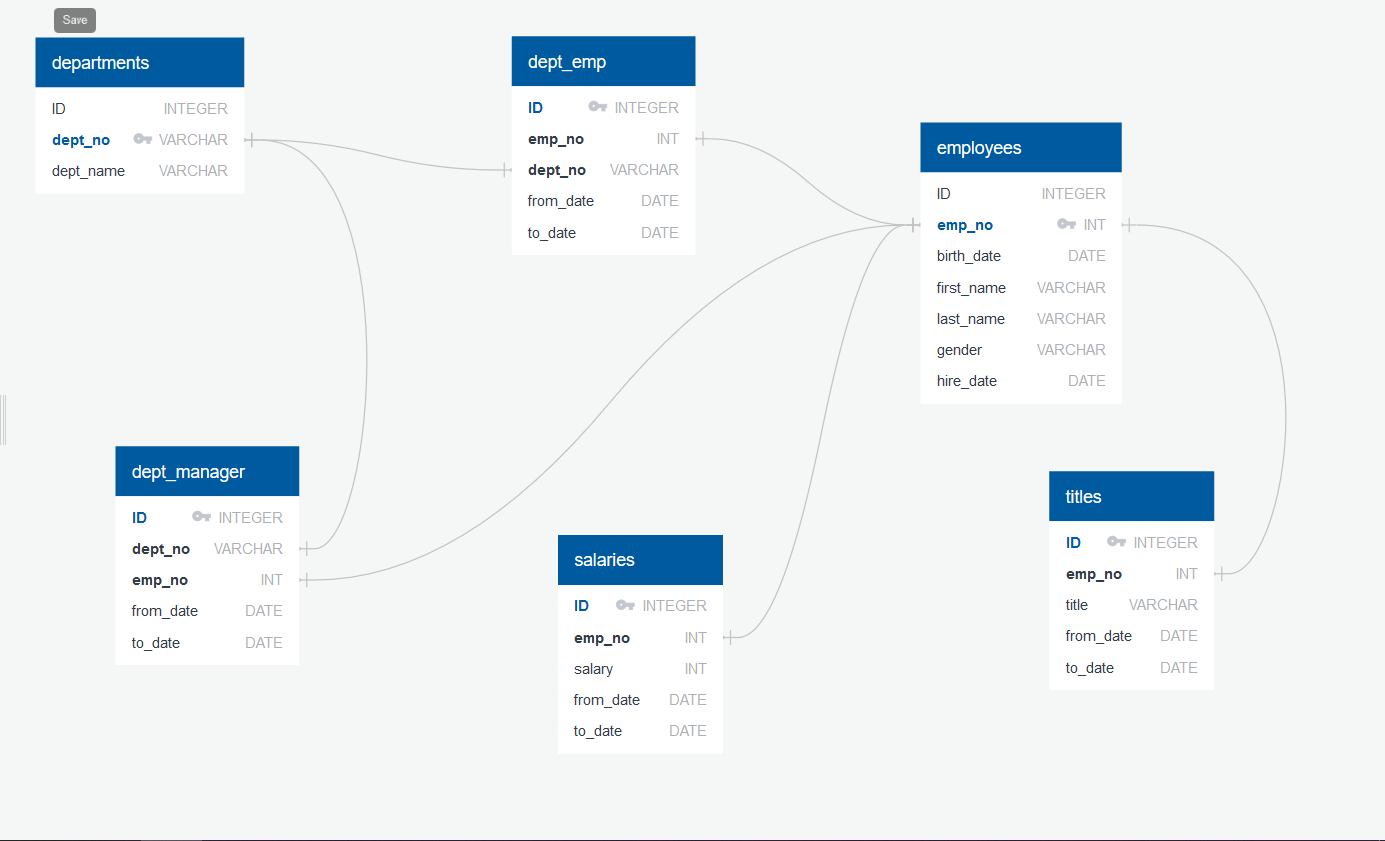 Save
departments
ID INTEGER
dept_no VARCHAR
dept_name VARCHAR
dept_emp
ID INTEGER
emp_no INT
dept_no VARCHAR
from_date DATE
to_date DATE
employees
ID INTEGER
emp_no INT
birth_date DATE
first_name VARCHAR
last_name VARCHAR
gender VARCHAR
hire_date DATE
dept_manager
ID INTEGER
dept_no VARCHAR
emp_no INT
from_date DATE
to_date DATE
salaries
ID INTEGER
emp_no INT
salary INT
from_date DATE
to_date DATE
titles
ID INTEGER
emp_no INT
title VARCHAR
from_date DATE
to_date DATE